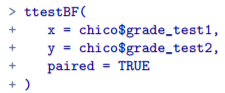 > ttestBF(
+ x = chico$grade_test1,
+ y = chico$grade_test2,
+ paired = TRUE
+ )